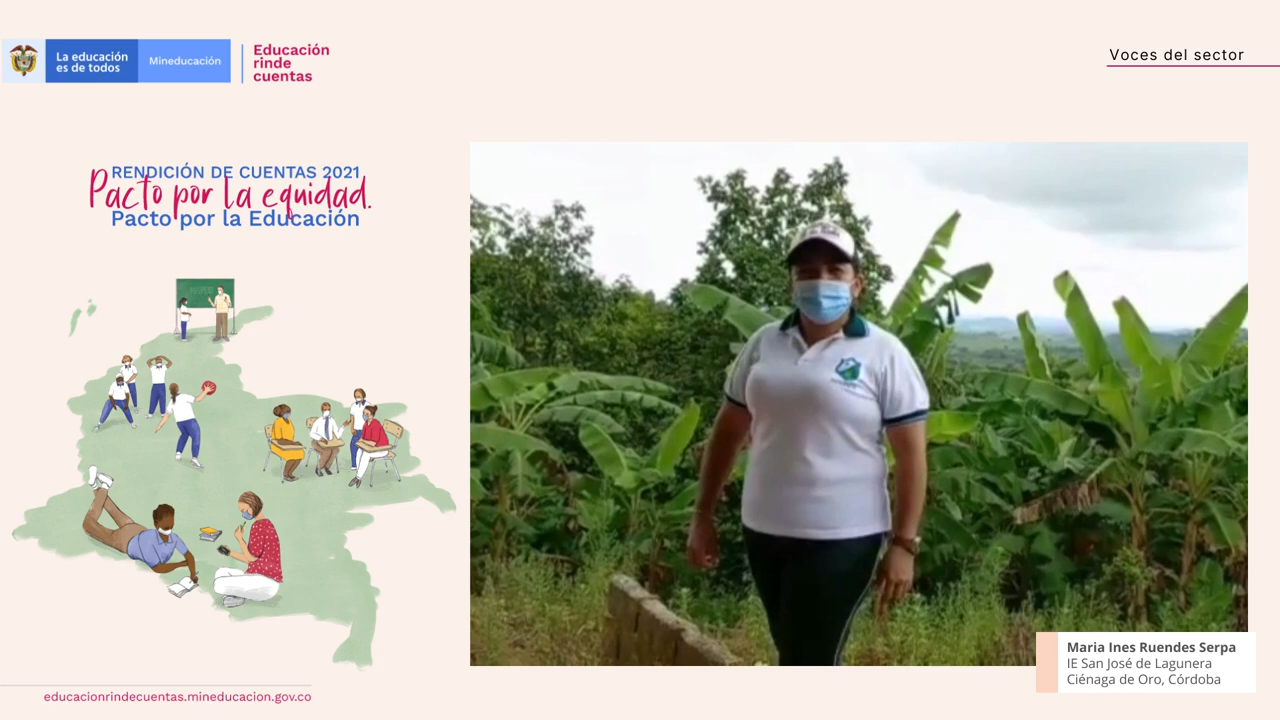 La educación
es de todos
Mineducación
Educación
rinde
cuentas
Voces del sector
RENDICIÓN DE CUENTAS 2021
Pacto por la equidad.
Pacto por la Educación
Maria Ines Ruendes Serpa
IE San José de Lagunera
Ciénaga de Oro, Córdoba
educacionrindecuentas.mineducacion.gov.co